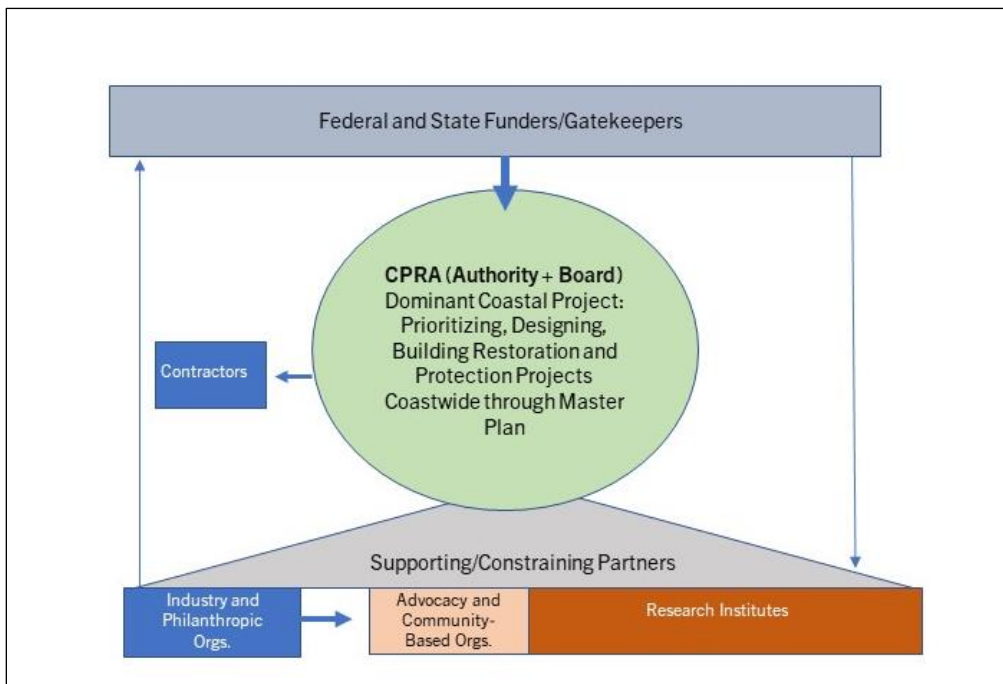 Federal and State Funders/Gatekeepers
CPRA (Authority + Board)
Dominant Coastal Project:
Prioritizing, Designing,
Building Restoration and
Protection Projects
Coastwide through Master
Plan
Contractors
Supporting/Constraining Partners
Industry and
Philanthropic
Orgs.
Advocacy and
Community-
Based Orgs.
Research Institutes